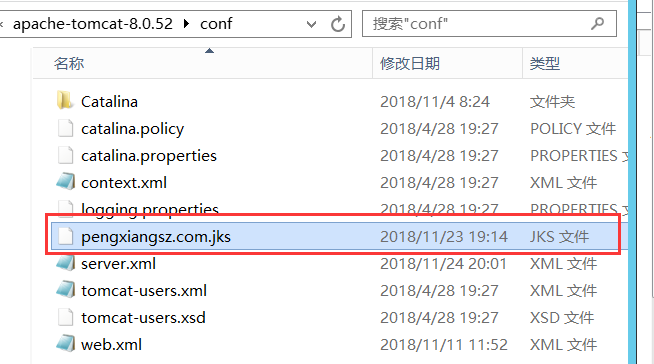 apache-tomcat-8.0.52 conf 搜索"conf"
名称 修改日期 类型
Catalina 2018/11/4 8:24 文件夹
catalina.policy 2018/4/28 19:27 POLICY 文件
catalina.properties 2018/4/28 19:27 PROPERTIES 文
context.xml 2018/4/28 19:27 XML 文件
logging.properties 2018/4/28 19:27 PROPERTIES 文
pengxiangsz.com.jks 2018/11/23 19:14 JKS 文件
server.xml 2018/11/24 20:01 XML 文件
tomcat-users.xml 2018/4/28 19:27 XML 文件
tomcat-users.xsd 2018/4/28 19:27 XSD 文件
web.xml 2018/11/11 11:52 XML 文件